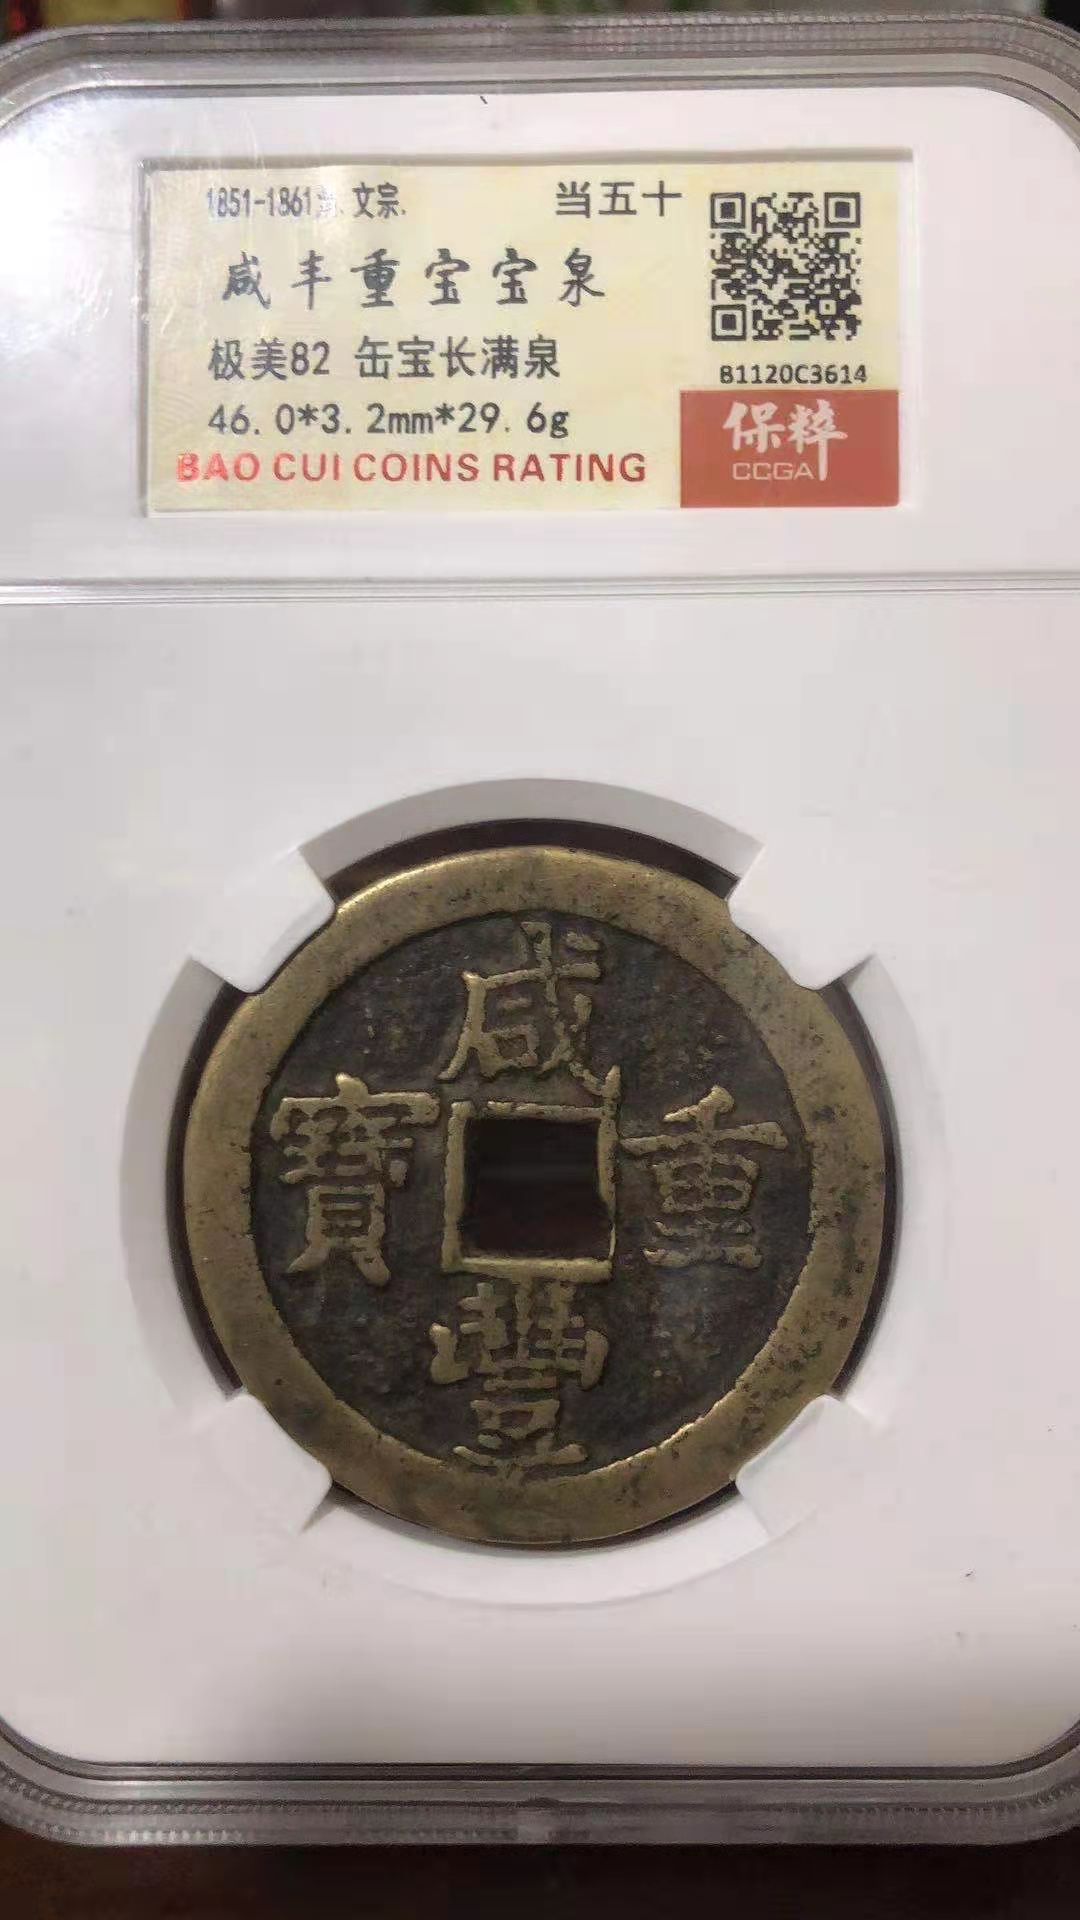 1851-1861 清.文宗. 当五十
咸丰重宝宝泉
极美82 缶宝长满泉
46.0*3.2mm*29.6g
BAO CUI COINS RATING
B1120C3614
保粹
CCGA
咸
寶 重
豐